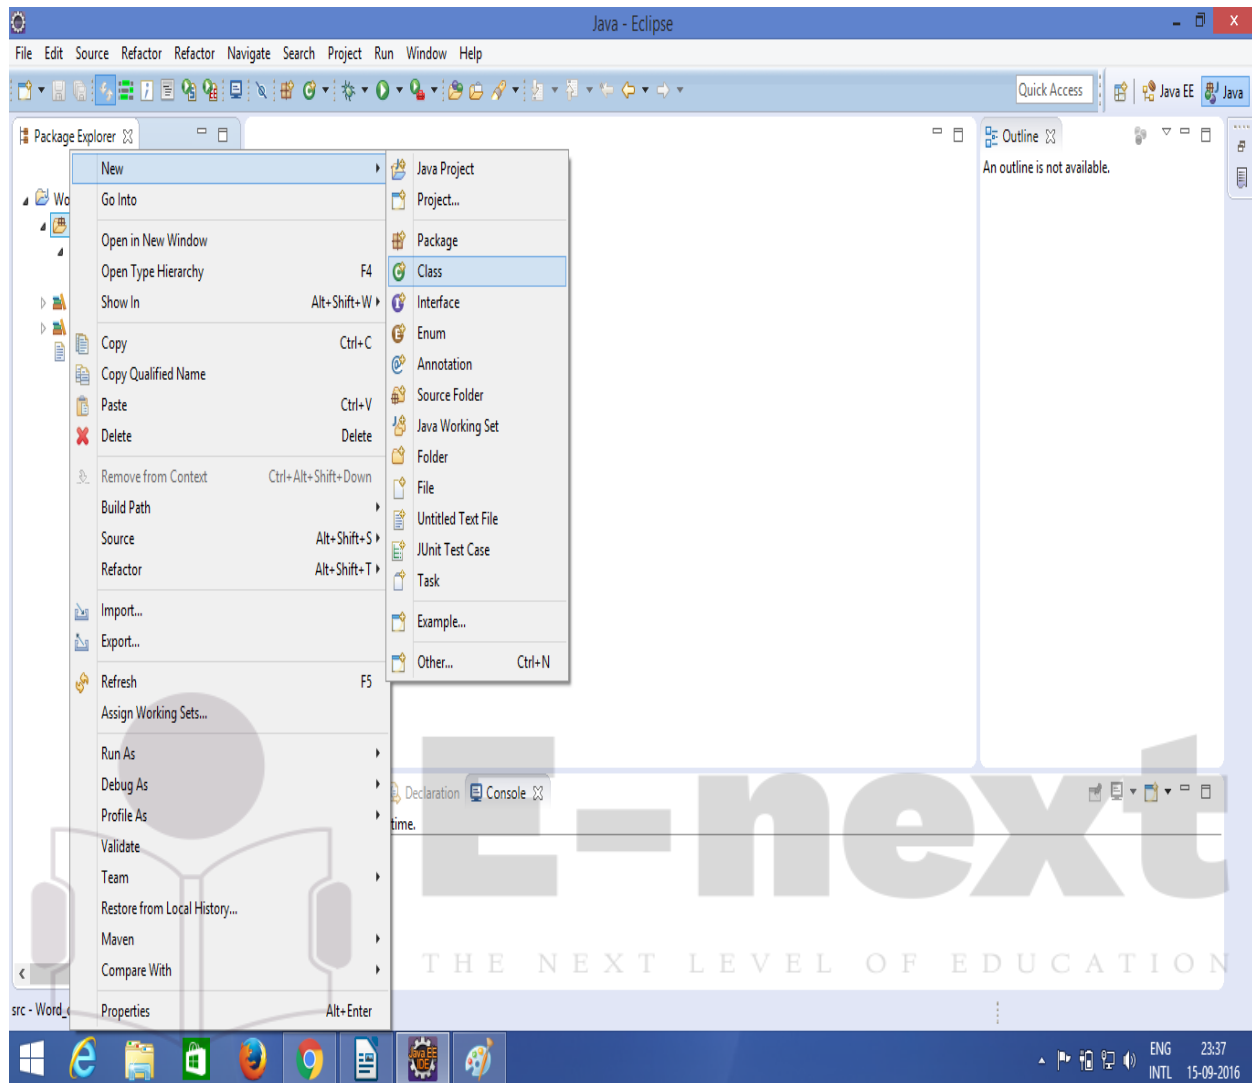 Java - Eclipse
File Edit Source Refactor Refactor Navigate Search Project Run Window Help
Quick Access Java EE Java
Package Explorer
Outline
An outline is not available.
New
Go Into
Open in New Window
Open Type Hierarchy F4
Show In Alt+Shift+W
Copy Ctrl+C
Copy Qualified Name
Paste Ctrl+V
Delete Delete
Remove from Context Ctrl+Alt+Shift+Down
Build Path
Source Alt+Shift+S
Refactor Alt+Shift+T
Import...
Export...
Refresh F5
Assign Working Sets...
Run As
Debug As
Profile As
Validate
Team
Restore from Local History...
Maven
Compare With
Properties Alt+Enter
Java Project
Project...
Package
Class
Interface
Enum
Annotation
Source Folder
Java Working Set
Folder
File
Untitled Text File
JUnit Test Case
Task
Example...
Other... Ctrl+N
Declaration Console
time.
E-next
THE NEXT LEVEL OF EDUCATION
src - Word_
Java EE
IDE
ENG 23:37
INTL 15-09-2016